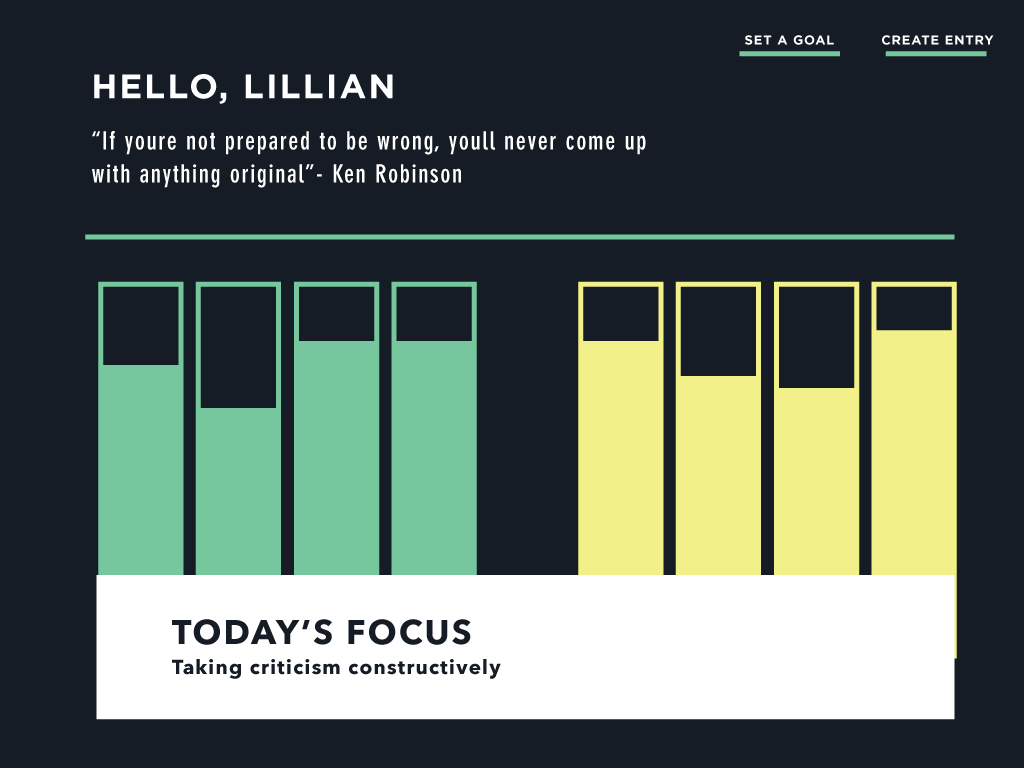 SET A GOAL
CREATE ENTRY
HELLO, LILLIAN
“If youre not prepared to be wrong, youll never come up
with anything original”- Ken Robinson
TODAY’S FOCUS
Taking criticism constructively